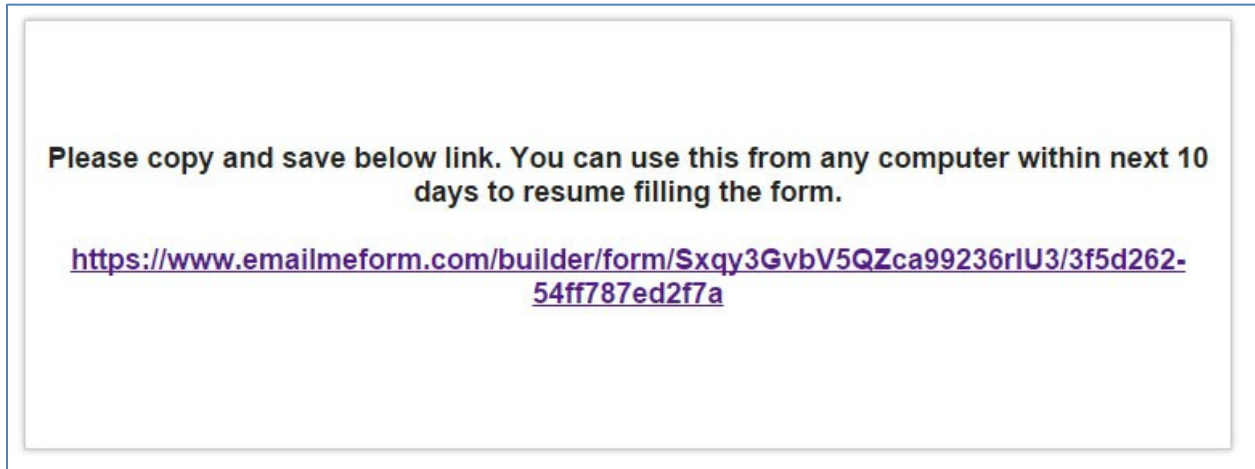 Please copy and save below link. You can use this from any computer within next 10
days to resume filling the form.
https://www.emailmeform.com/builder/form/Sxqy3GvbV5QZca99236rIU3/3f5d262-
54ff787ed2f7a